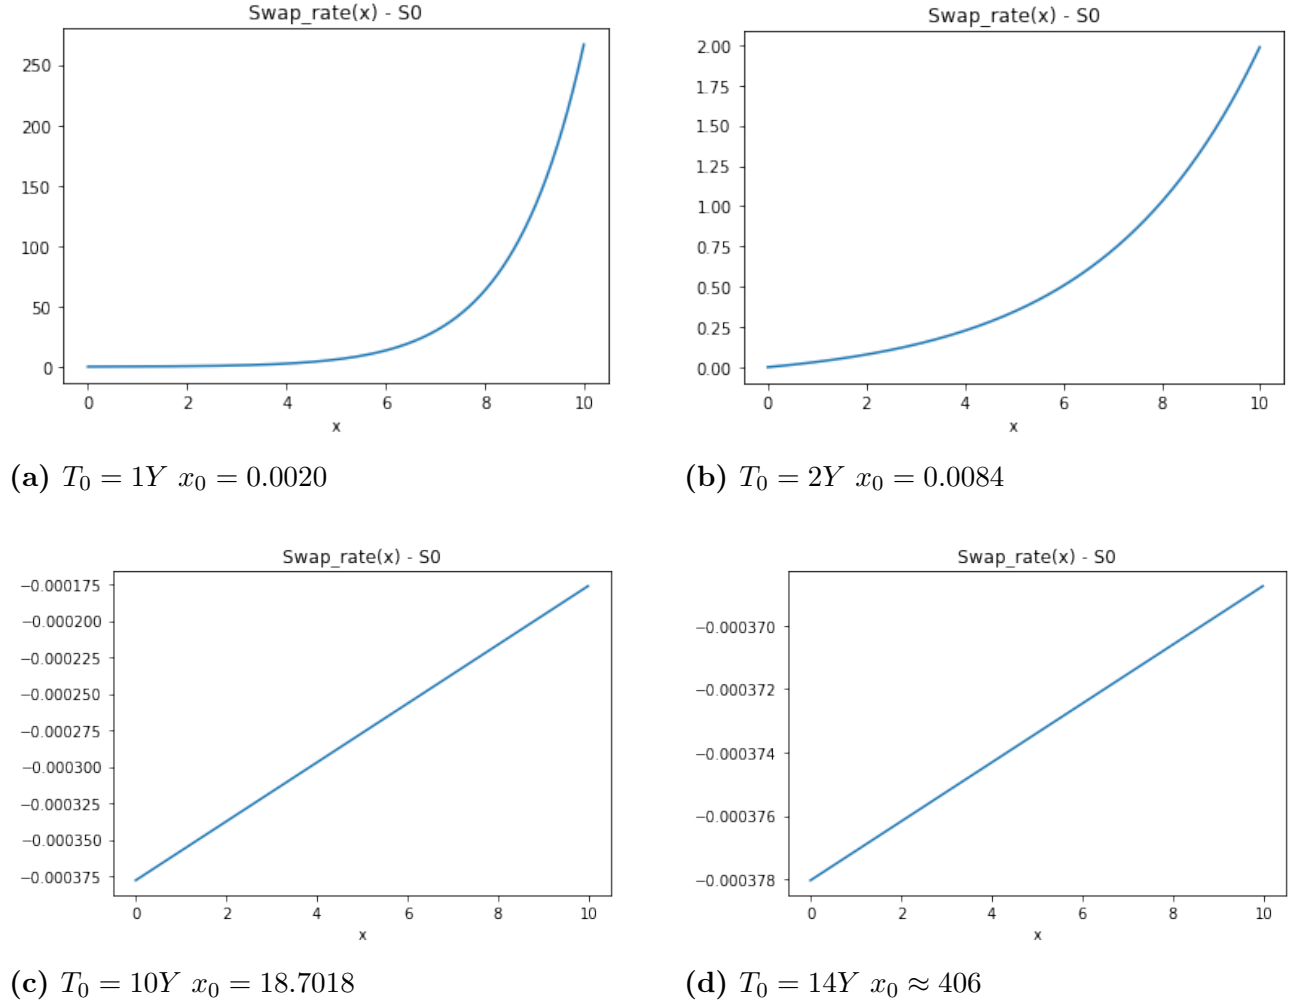 Swap_rate(x) - S0
250
200
150
100
50
0
0 2 4 6 8 10
x
(a) T₀ = 1Y x₀ = 0.0020
Swap_rate(x) - S0
2.00
1.75
1.50
1.25
1.00
0.75
0.50
0.25
0.00
0 2 4 6 8 10
x
(b) T₀ = 2Y x₀ = 0.0084
Swap_rate(x) - S0
−0.000175
−0.000200
−0.000225
−0.000250
−0.000275
−0.000300
−0.000325
−0.000350
−0.000375
0 2 4 6 8 10
x
(c) T₀ = 10Y x₀ = 18.7018
Swap_rate(x) - S0
−0.000370
−0.000372
−0.000374
−0.000376
−0.000378
0 2 4 6 8 10
x
(d) T₀ = 14Y x₀ ≈ 406